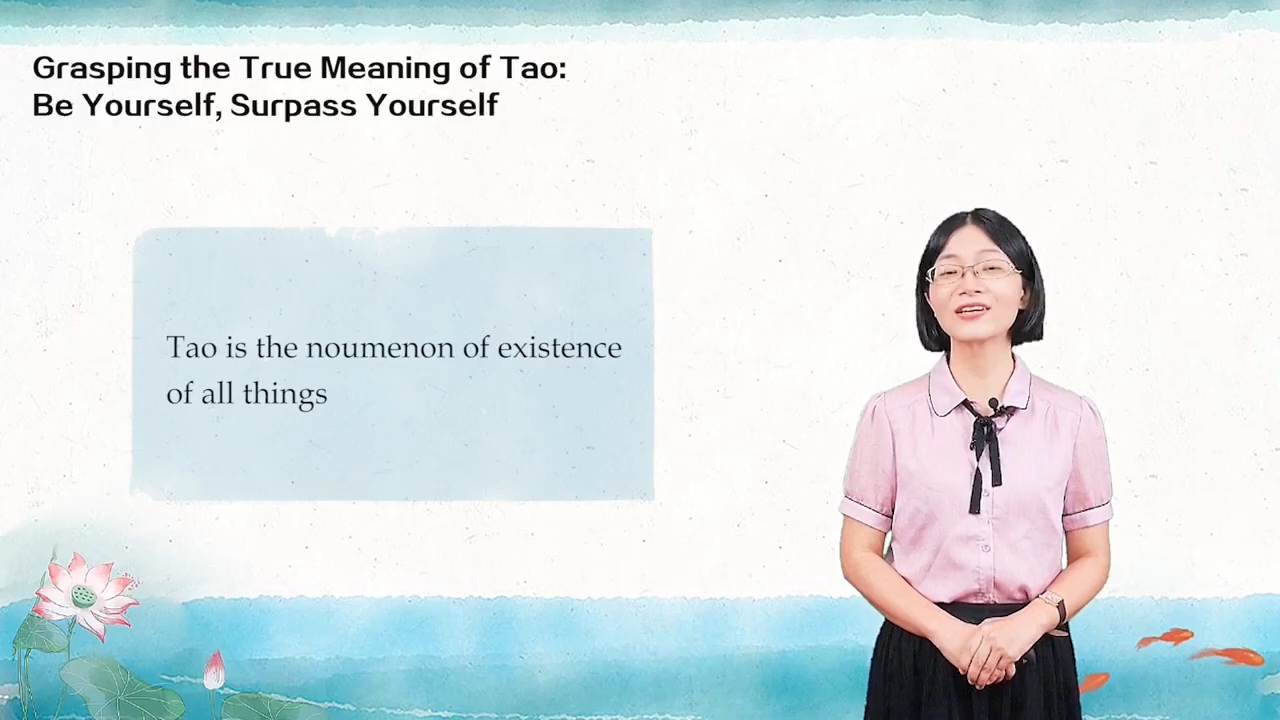 Grasping the True Meaning of Tao:
Be Yourself, Surpass Yourself
Tao is the noumenon of existence
of all things